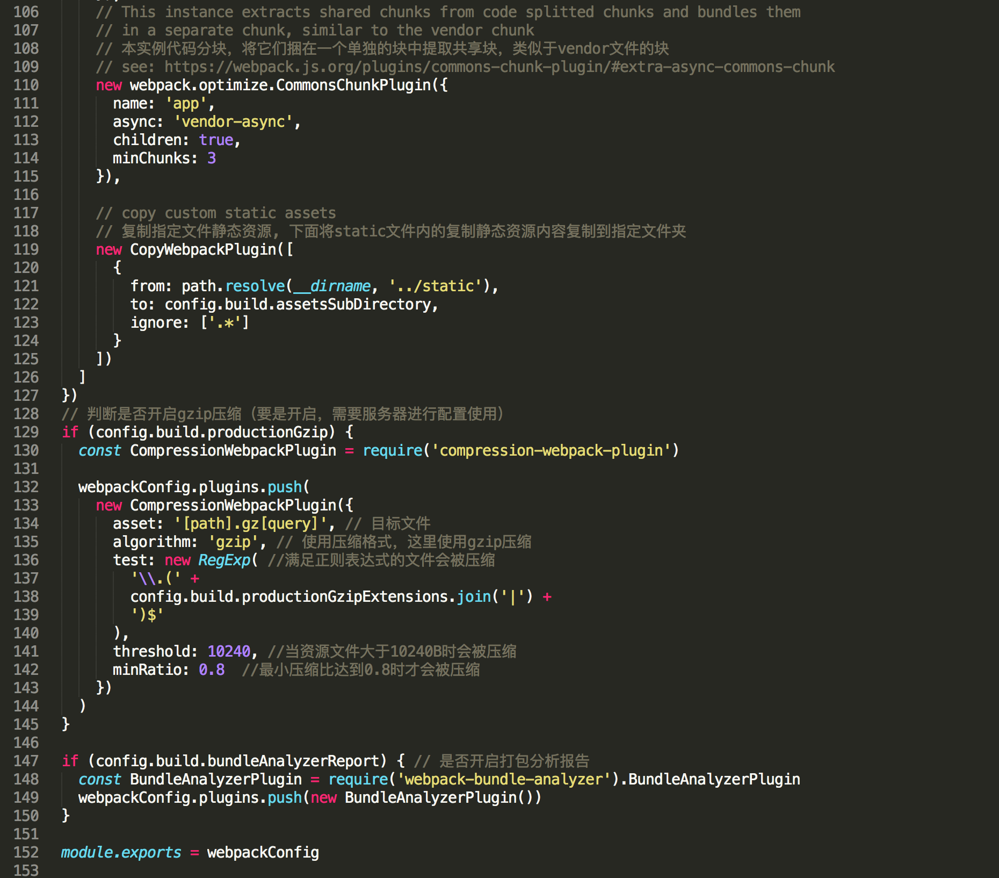 106 // This instance extracts shared chunks from code splitted chunks and bundles them
107 // in a separate chunk, similar to the vendor chunk
108 // 本实例代码分块，将它们捆在一个单独的块中提取共享块，类似于vendor文件的块
109 // see: https://webpack.js.org/plugins/commons-chunk-plugin/#extra-async-commons-chunk
110 new webpack.optimize.CommonsChunkPlugin({
111 name: 'app',
112 async: 'vendor-async',
113 children: true,
114 minChunks: 3
115 }),
116
117 // copy custom static assets
118 // 复制指定文件静态资源, 下面将static文件内的复制静态资源内容复制到指定文件夹
119 new CopyWebpackPlugin([
120 {
121 from: path.resolve(__dirname, '../static'),
122 to: config.build.assetsSubDirectory,
123 ignore: ['.*']
124 }
125 ])
126 ]
127 })
128 // 判断是否开启gzip压缩（要是开启，需要服务器进行配置使用）
129 if (config.build.productionGzip) {
130 const CompressionWebpackPlugin = require('compression-webpack-plugin')
131
132 webpackConfig.plugins.push(
133 new CompressionWebpackPlugin({
134 asset: '[path].gz[query]', // 目标文件
135 algorithm: 'gzip', // 使用压缩格式，这里使用gzip压缩
136 test: new RegExp( //满足正则表达式的文件会被压缩
137 '\\.(' +
138 config.build.productionGzipExtensions.join('|') +
139 ')$'
140 ),
141 threshold: 10240, //当资源文件大于10240B时会被压缩
142 minRatio: 0.8 //最小压缩比达到0.8时才会被压缩
143 })
144 )
145 }
146
147 if (config.build.bundleAnalyzerReport) { // 是否开启打包分析报告
148 const BundleAnalyzerPlugin = require('webpack-bundle-analyzer').BundleAnalyzerPlugin
149 webpackConfig.plugins.push(new BundleAnalyzerPlugin())
150 }
151
152 module.exports = webpackConfig
153